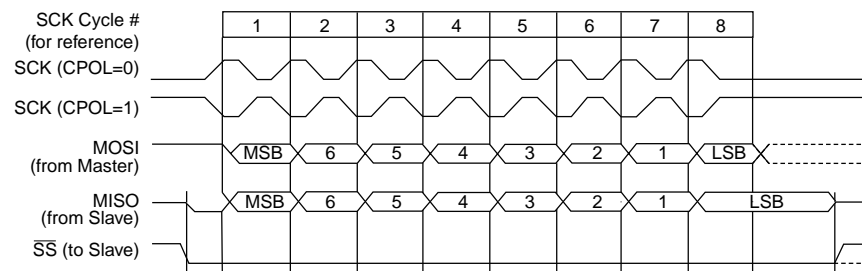 SCK Cycle # 1 2 3 4 5 6 7 8
(for reference)
SCK (CPOL=0)
SCK (CPOL=1)
MOSI MSB 6 5 4 3 2 1 LSB
(from Master)
MISO MSB 6 5 4 3 2 1 LSB
(from Slave)
S̅S̅ (to Slave)